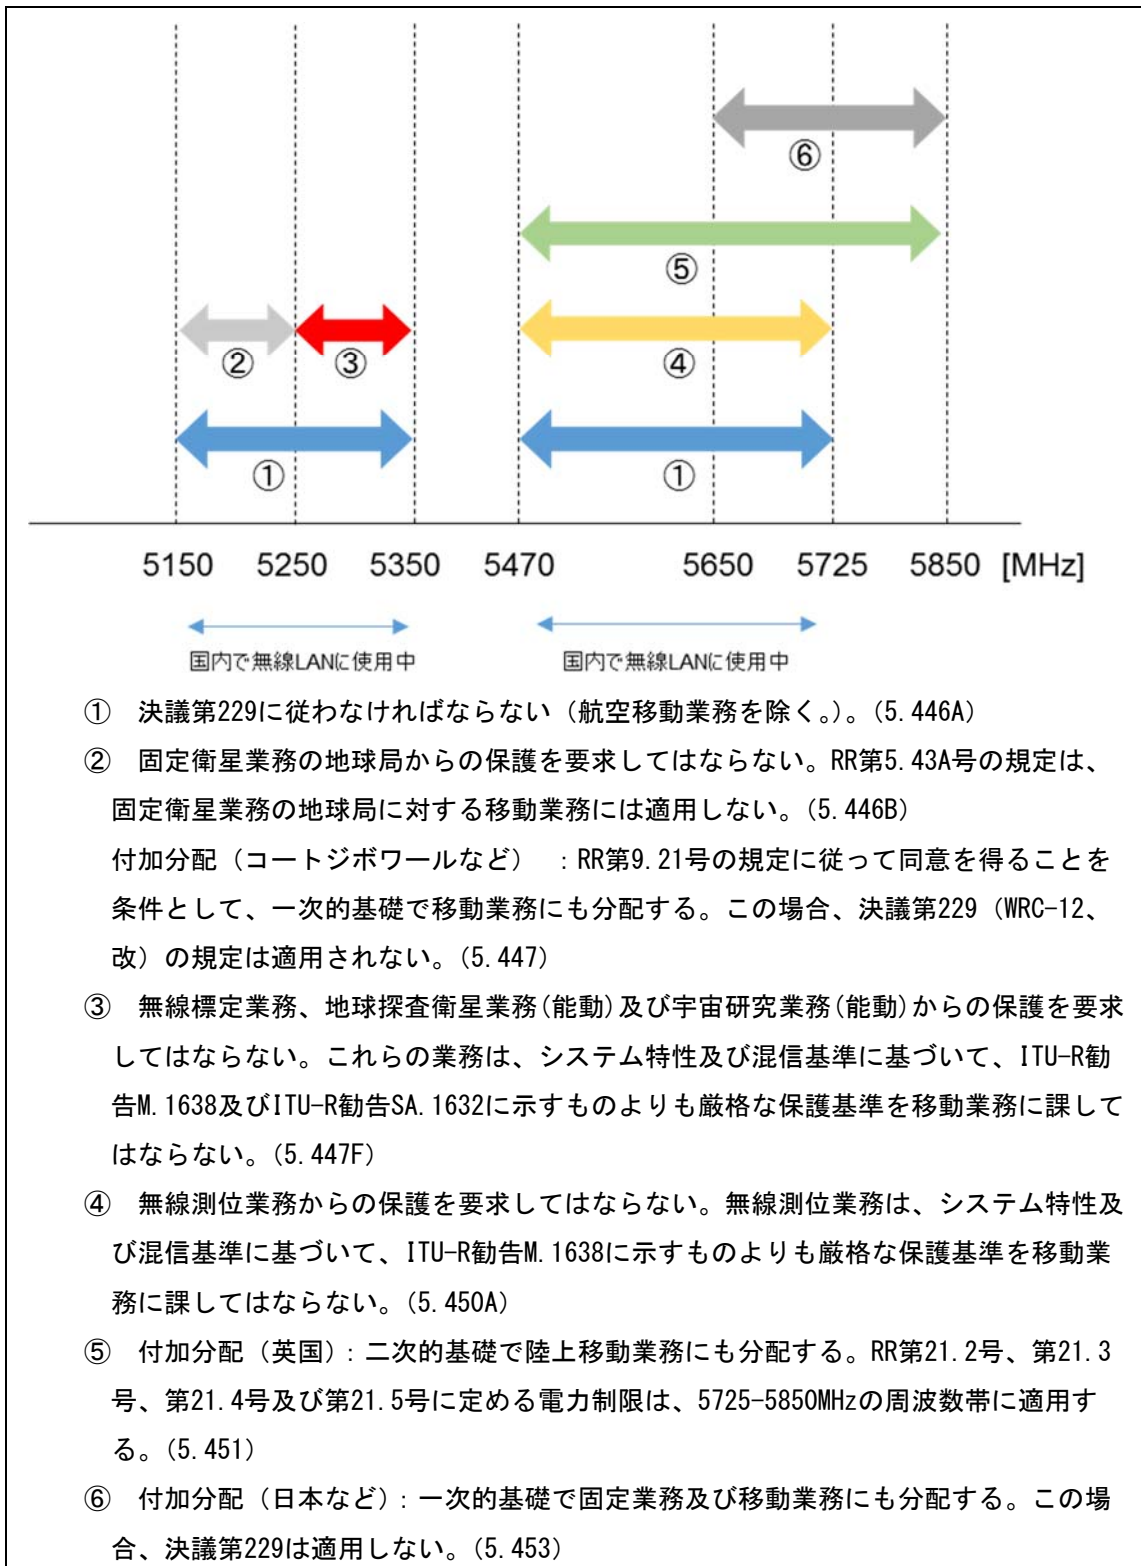 ⑥
⑤
② ③ ④
① ①
5150 5250 5350 5470 5650 5725 5850 [MHz]
国内で無線LANに使用中 国内で無線LANに使用中
① 決議第229に従わなければならない（航空移動業務を除く。）。(5.446A)
② 固定衛星業務の地球局からの保護を要求してはならない。RR第5.43A号の規定は、
固定衛星業務の地球局に対する移動業務には適用しない。(5.446B)
付加分配（コートジボワールなど） ：RR第9.21号の規定に従って同意を得ることを
条件として、一次的基礎で移動業務にも分配する。この場合、決議第229（WRC-12、
改）の規定は適用されない。(5.447)
③ 無線標定業務、地球探査衛星業務(能動)及び宇宙研究業務(能動)からの保護を要求
してはならない。これらの業務は、システム特性及び混信基準に基づいて、ITU-R勧
告M.1638及びITU-R勧告SA.1632に示すものよりも厳格な保護基準を移動業務に課して
はならない。(5.447F)
④ 無線測位業務からの保護を要求してはならない。無線測位業務は、システム特性及
び混信基準に基づいて、ITU-R勧告M.1638に示すものよりも厳格な保護基準を移動業
務に課してはならない。(5.450A)
⑤ 付加分配（英国）：二次的基礎で陸上移動業務にも分配する。RR第21.2号、第21.3
号、第21.4号及び第21.5号に定める電力制限は、5725-5850MHzの周波数帯に適用す
る。(5.451)
⑥ 付加分配（日本など）：一次的基礎で固定業務及び移動業務にも分配する。この場
合、決議第229は適用しない。(5.453)